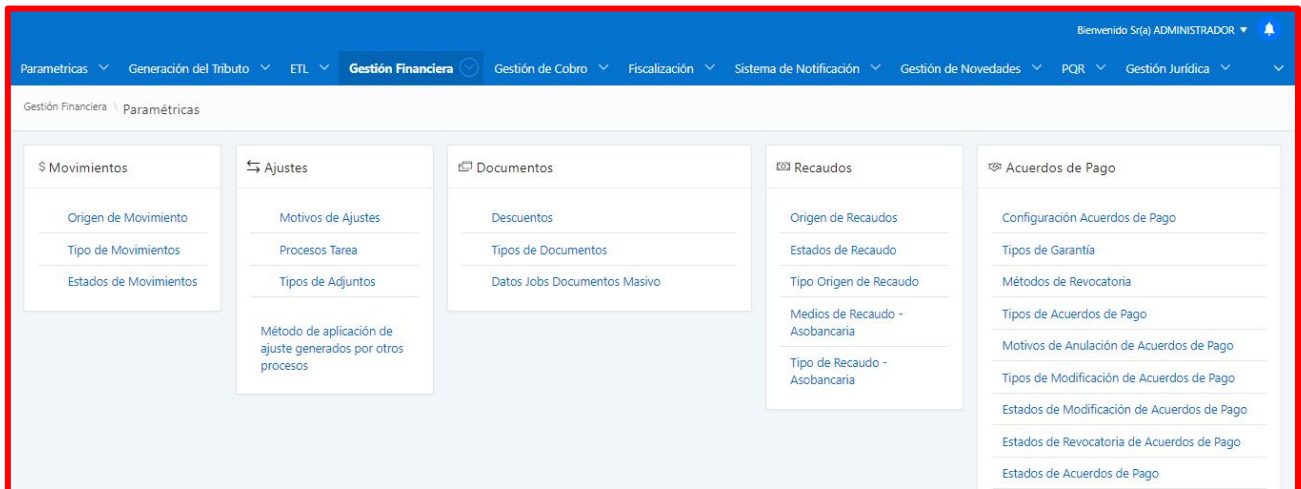 Bienvenido Sr(a) ADMINISTRADOR
Parametricas Generación del Tributo ETL Gestión Financiera Gestión de Cobro Fiscalización Sistema de Notificación Gestión de Novedades PQR Gestión Jurídica
Gestión Financiera \ Paramétricas
$ Movimientos
Origen de Movimiento
Tipo de Movimientos
Estados de Movimientos
Ajustes
Motivos de Ajustes
Procesos Tarea
Tipos de Adjuntos
Método de aplicación de
ajuste generados por otros
procesos
Documentos
Descuentos
Tipos de Documentos
Datos Jobs Documentos Masivo
Recaudos
Origen de Recaudos
Estados de Recaudo
Tipo Origen de Recaudo
Medios de Recaudo -
Asobancaria
Tipo de Recaudo -
Asobancaria
Acuerdos de Pago
Configuración Acuerdos de Pago
Tipos de Garantía
Métodos de Revocatoria
Tipos de Acuerdos de Pago
Motivos de Anulación de Acuerdos de Pago
Tipos de Modificación de Acuerdos de Pago
Estados de Modificación de Acuerdos de Pago
Estados de Revocatoria de Acuerdos de Pago
Estados de Acuerdos de Pago